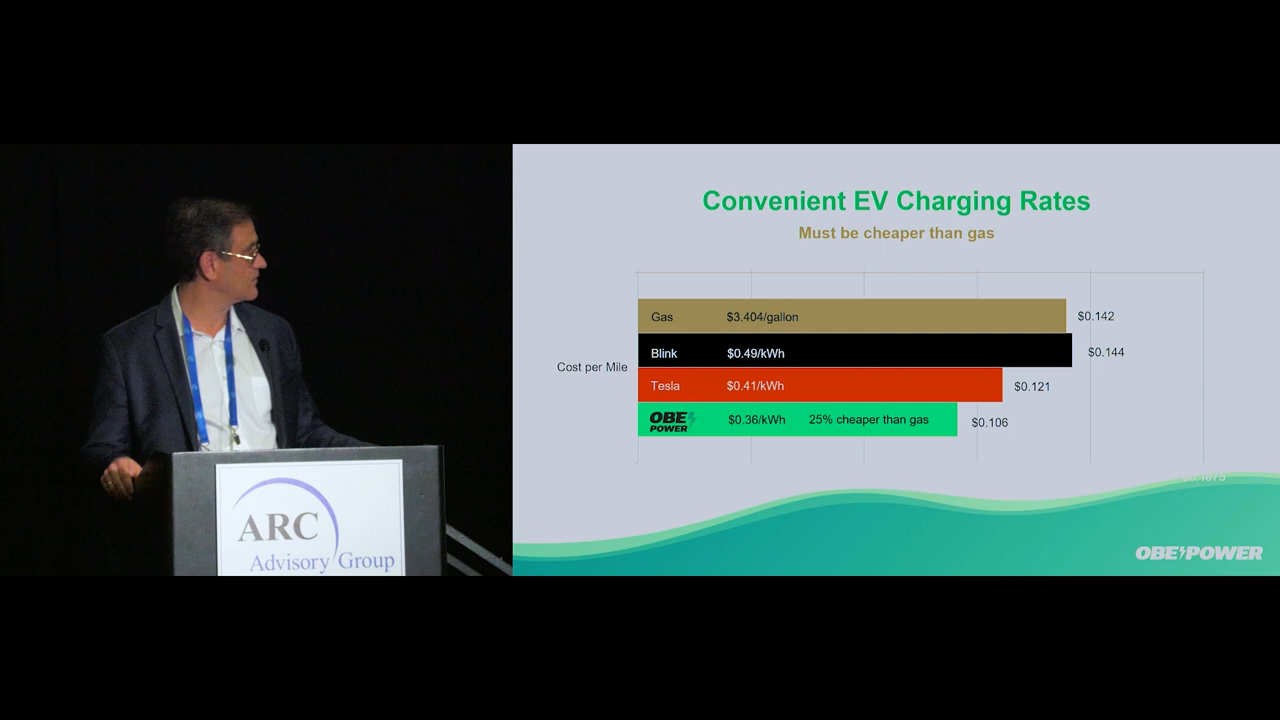 Convenient EV Charging Rates
Must be cheaper than gas
Gas $3.404/gallon $0.142
Blink $0.49/kWh $0.144
Cost per Mile
Tesla $0.41/kWh $0.121
OBE POWER $0.36/kWh 25% cheaper than gas $0.106
OBE POWER
ARC
Advisory Group